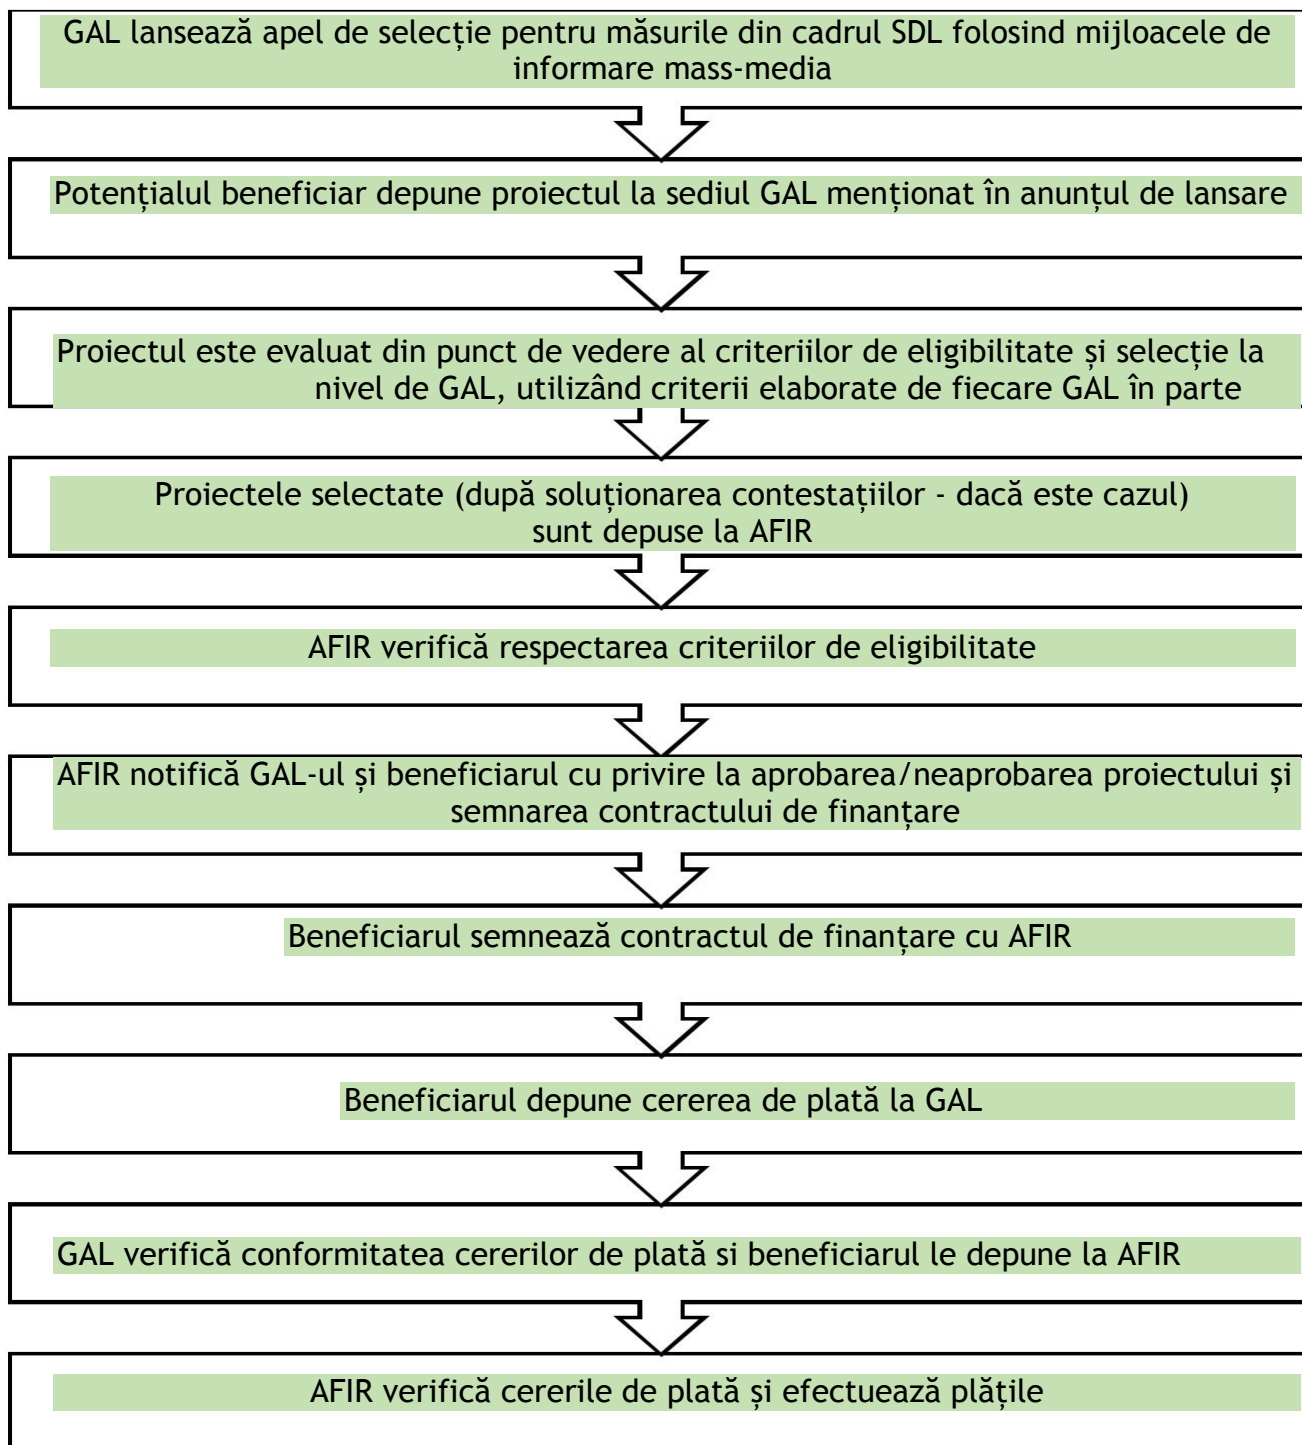 GAL lansează apel de selecție pentru măsurile din cadrul SDL folosind mijloacele de
informare mass-media
Potențialul beneficiar depune proiectul la sediul GAL menționat în anunțul de lansare
Proiectul este evaluat din punct de vedere al criteriilor de eligibilitate și selecție la
nivel de GAL, utilizând criterii elaborate de fiecare GAL în parte
Proiectele selectate (după soluționarea contestațiilor - dacă este cazul)
sunt depuse la AFIR
AFIR verifică respectarea criteriilor de eligibilitate
AFIR notifică GAL-ul și beneficiarul cu privire la aprobarea/neaprobarea proiectului și
semnarea contractului de finanțare
Beneficiarul semnează contractul de finanțare cu AFIR
Beneficiarul depune cererea de plată la GAL
GAL verifică conformitatea cererilor de plată si beneficiarul le depune la AFIR
AFIR verifică cererile de plată și efectuează plățile